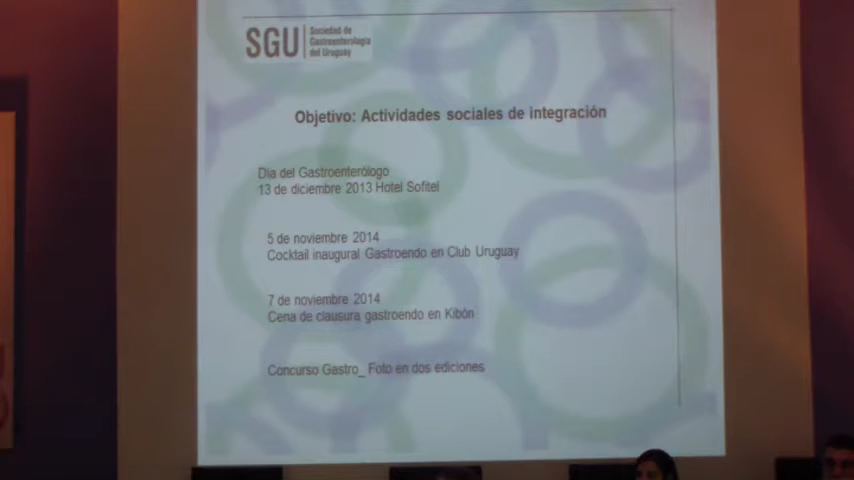 SGU
Sociedad de
Gastroenterología
del Uruguay
Objetivo: Actividades sociales de integración
Dia del Gastroenterólogo
13 de diciembre 2013 Hotel Sofitel
5 de noviembre 2014
Cocktail inaugural Gastroendo en Club Uruguay
7 de noviembre 2014
Cena de clausura gastroendo en Kibón
Concurso Gastro_ Foto en dos ediciones